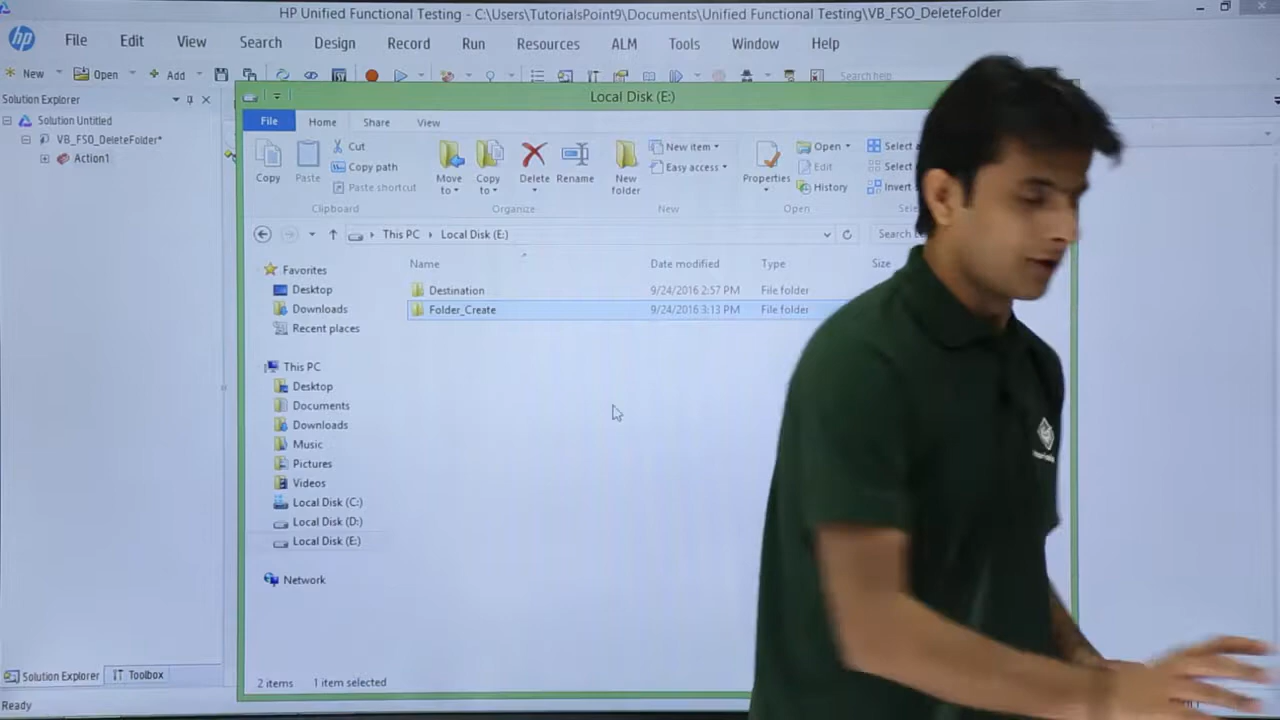 HP Unified Functional Testing - C:\Users\TutorialsPoint9\Documents\Unified Functional Testing\VB_FSO_DeleteFolder
hp File Edit View Search Design Record Run Resources ALM Tools Window Help
New Open Add Search help
Solution Explorer
Solution Untitled
VB_FSO_DeleteFolder*
Action1
Local Disk (E:)
File Home Share View
Copy
Paste
Cut
Copy path
Paste shortcut
Clipboard
Move to
Copy to
Delete
Rename
Organize
New folder
New item
Easy access
New
Properties
Open
Edit
History
Open
Select
Select
Invert
This PC Local Disk (E:)
Search
Name Date modified Type Size
Destination 9/24/2016 2:57 PM File folder
Folder_Create 9/24/2016 3:13 PM File folder
Favorites
Desktop
Downloads
Recent places
This PC
Desktop
Documents
Downloads
Music
Pictures
Videos
Local Disk (C:)
Local Disk (D:)
Local Disk (E:)
Network
2 items 1 item selected
Solution Explorer Toolbox
Ready